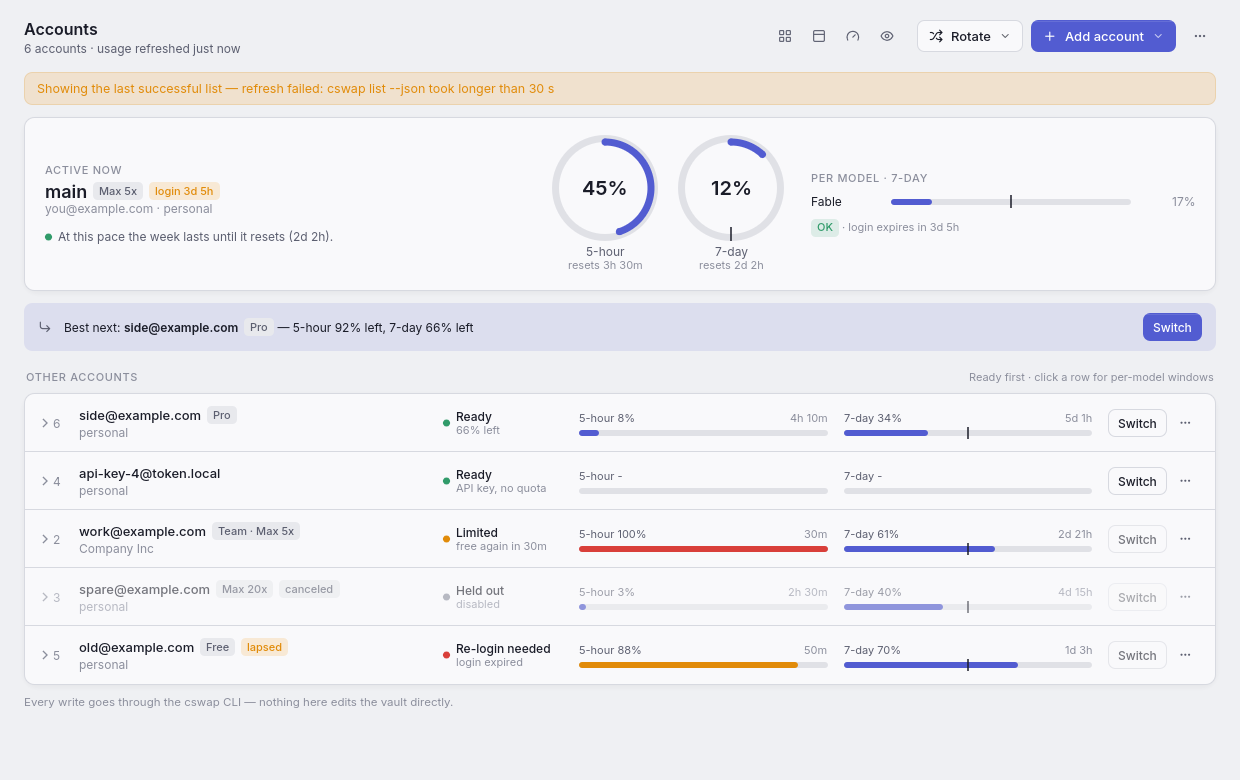 Accounts
6 accounts · usage refreshed just now
Rotate
Add account
Showing the last successful list — refresh failed: cswap list --json took longer than 30 s
ACTIVE NOW
main Max 5x login 3d 5h
you@example.com · personal
At this pace the week lasts until it resets (2d 2h).
45%
5-hour
resets 3h 30m
12%
7-day
resets 2d 2h
PER MODEL · 7-DAY
Fable 17%
OK · login expires in 3d 5h
Best next: side@example.com Pro — 5-hour 92% left, 7-day 66% left
Switch
OTHER ACCOUNTS
Ready first · click a row for per-model windows
6 side@example.com Pro
personal
Ready
66% left
5-hour 8% 4h 10m
7-day 34% 5d 1h
Switch
4 api-key-4@token.local
personal
Ready
API key, no quota
5-hour -
7-day -
Switch
2 work@example.com Team · Max 5x
Company Inc
Limited
free again in 30m
5-hour 100% 30m
7-day 61% 2d 21h
Switch
3 spare@example.com Max 20x canceled
personal
Held out
disabled
5-hour 3% 2h 30m
7-day 40% 4d 15h
Switch
5 old@example.com Free lapsed
personal
Re-login needed
login expired
5-hour 88% 50m
7-day 70% 1d 3h
Switch
Every write goes through the cswap CLI — nothing here edits the vault directly.